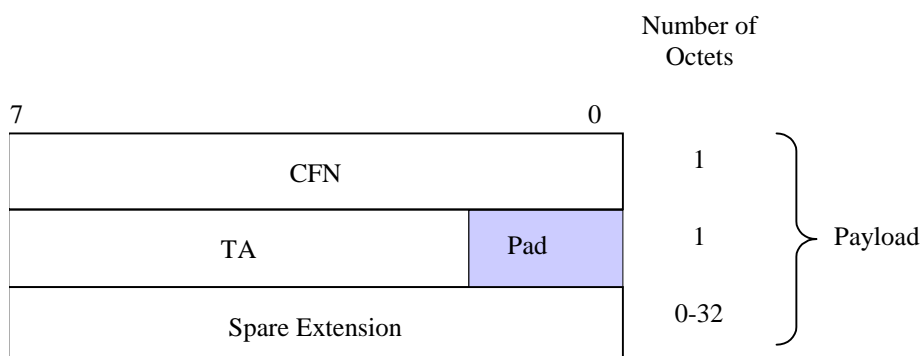 Number of
Octets
7
0
CFN
1
TA
Pad
1
Payload
Spare Extension
0-32